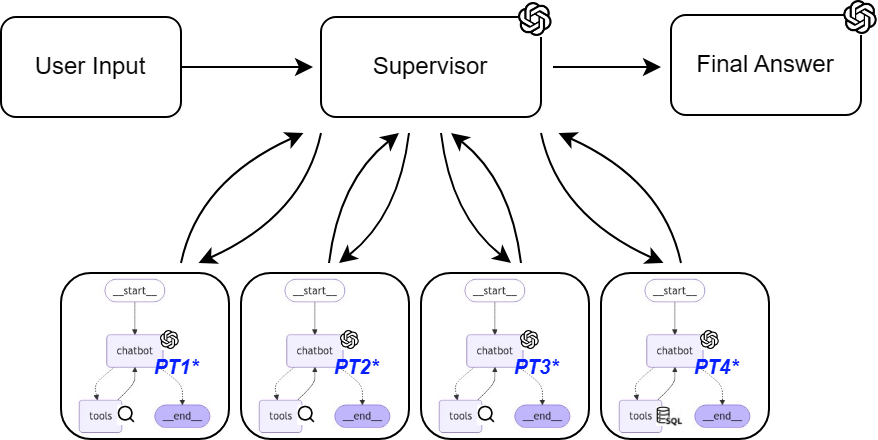 User Input
Supervisor
Final Answer
__start__
chatbot
PT1*
tools
__end__
__start__
chatbot
PT2*
tools
__end__
__start__
chatbot
PT3*
tools
__end__
__start__
chatbot
PT4*
tools
SQL
__end__